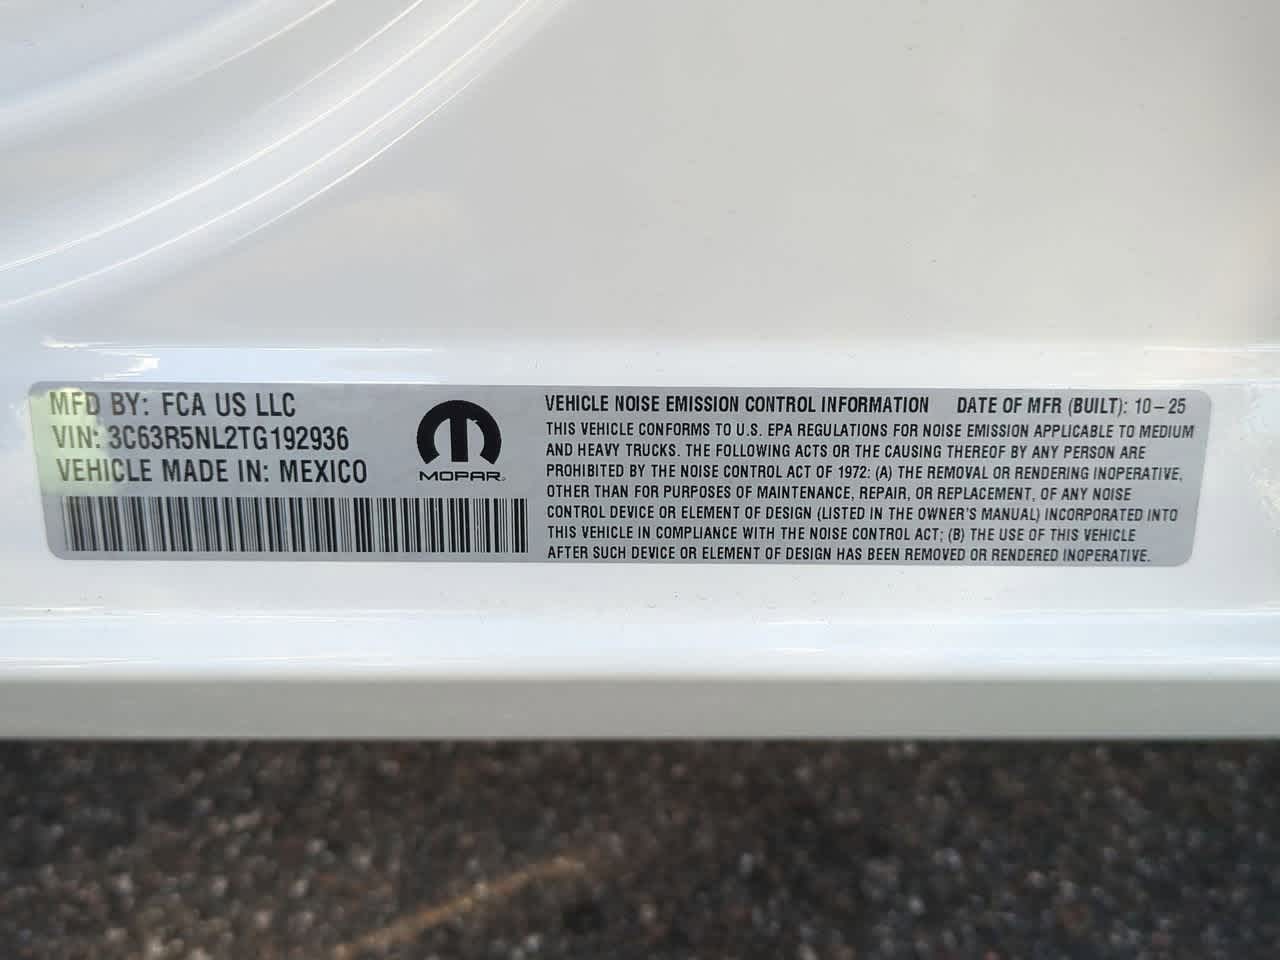 MFD BY: FCA US LLC
VIN: 3C63R5NL2TG192936
VEHICLE MADE IN: MEXICO
MOPAR®
VEHICLE NOISE EMISSION CONTROL INFORMATION DATE OF MFR (BUILT): 10-25
THIS VEHICLE CONFORMS TO U.S. EPA REGULATIONS FOR NOISE EMISSION APPLICABLE TO MEDIUM
AND HEAVY TRUCKS. THE FOLLOWING ACTS OR THE CAUSING THEREOF BY ANY PERSON ARE
PROHIBITED BY THE NOISE CONTROL ACT OF 1972: (A) THE REMOVAL OR RENDERING INOPERATIVE,
OTHER THAN FOR PURPOSES OF MAINTENANCE, REPAIR, OR REPLACEMENT, OF ANY NOISE
CONTROL DEVICE OR ELEMENT OF DESIGN (LISTED IN THE OWNER'S MANUAL) INCORPORATED INTO
THIS VEHICLE IN COMPLIANCE WITH THE NOISE CONTROL ACT; (B) THE USE OF THIS VEHICLE
AFTER SUCH DEVICE OR ELEMENT OF DESIGN HAS BEEN REMOVED OR RENDERED INOPERATIVE.